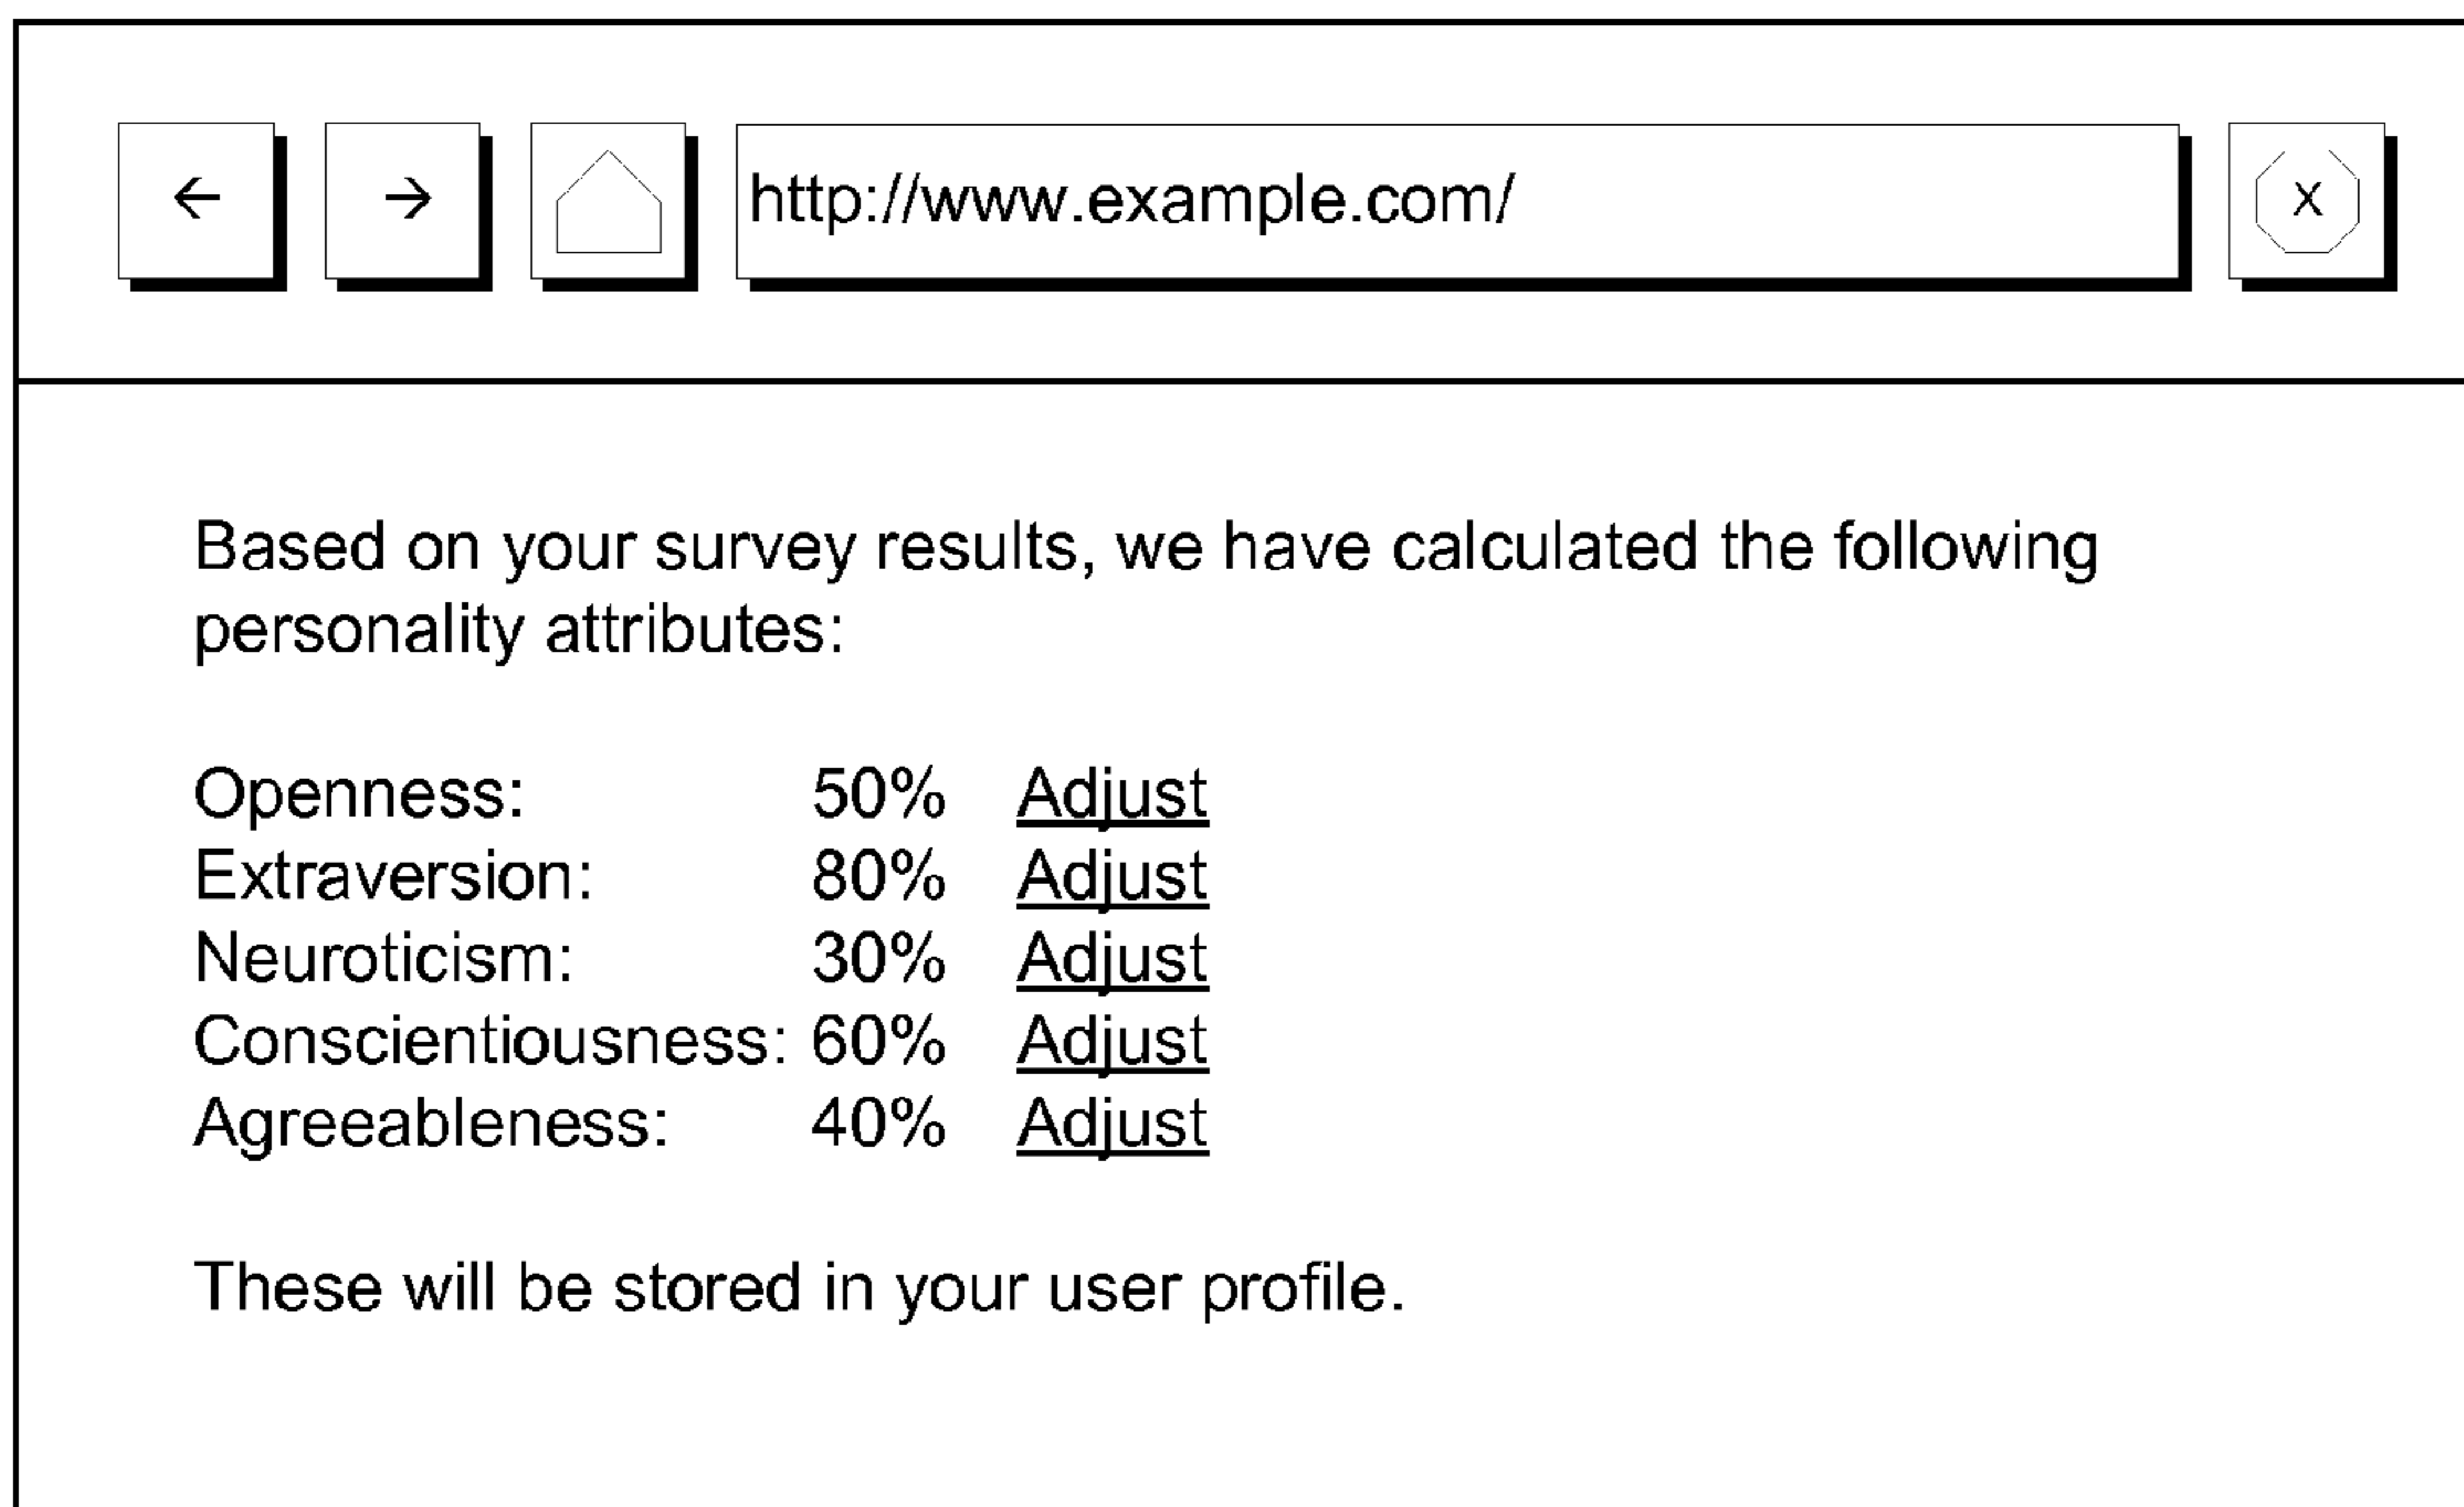 ← → http://www.example.com/ X
Based on your survey results, we have calculated the following
personality attributes:
Openness: 50% Adjust
Extraversion: 80% Adjust
Neuroticism: 30% Adjust
Conscientiousness: 60% Adjust
Agreeableness: 40% Adjust
These will be stored in your user profile.